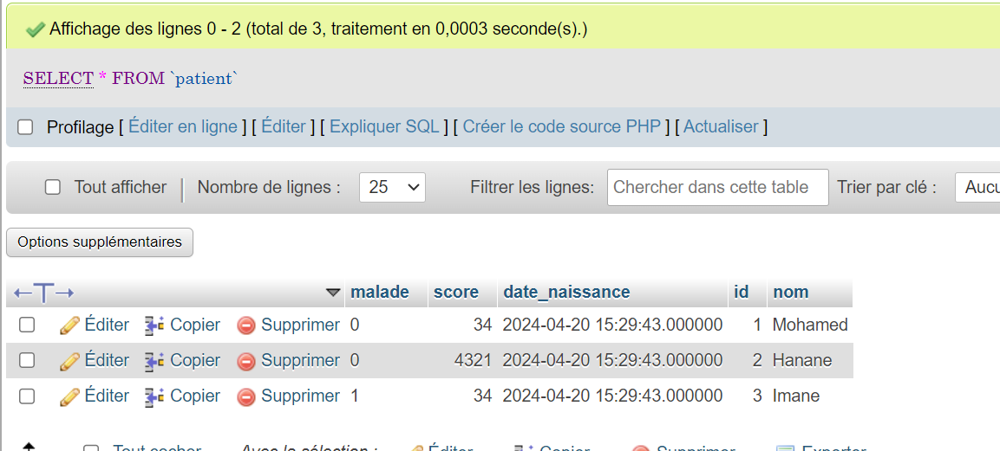 Affichage des lignes 0 - 2 (total de 3, traitement en 0,0003 seconde(s).)
SELECT * FROM `patient`
Profilage [ Éditer en ligne ] [ Éditer ] [ Expliquer SQL ] [ Créer le code source PHP ] [ Actualiser ]
Tout afficher | Nombre de lignes : 25 Filtrer les lignes: Chercher dans cette table Trier par clé : Aucu
Options supplémentaires
←T→ malade score date_naissance id nom
Éditer Copier Supprimer 0 34 2024-04-20 15:29:43.000000 1 Mohamed
Éditer Copier Supprimer 0 4321 2024-04-20 15:29:43.000000 2 Hanane
Éditer Copier Supprimer 1 34 2024-04-20 15:29:43.000000 3 Imane
Tout cocher Avec la sélection : Éditer Copier Supprimer Exporter